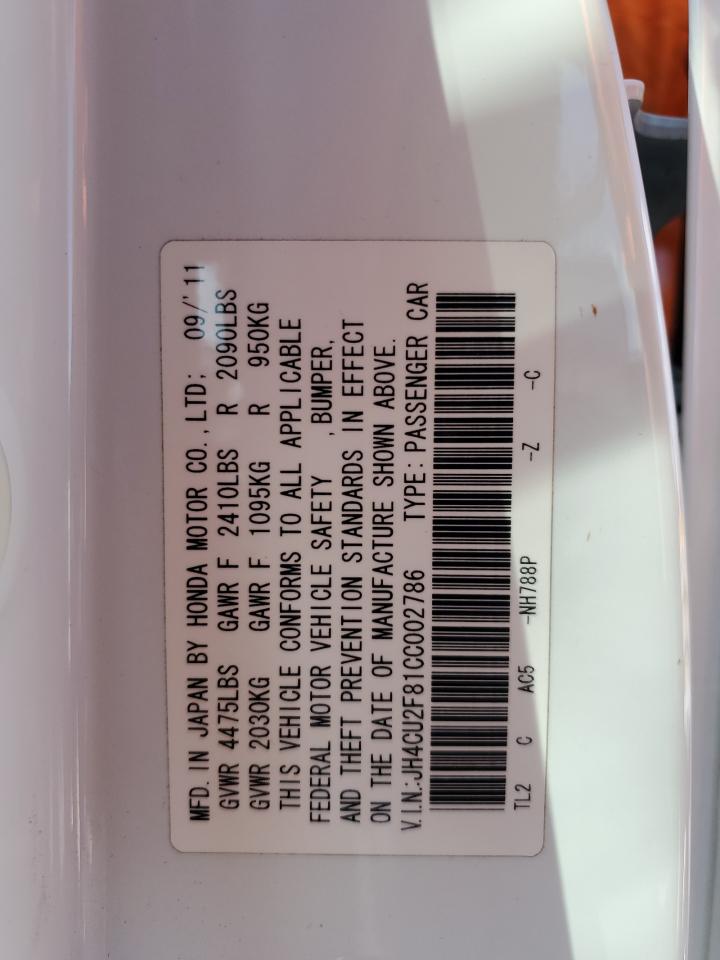 MFD. IN JAPAN BY HONDA MOTOR CO., LTD; 09/'11
GVWR 4475LBS GAWR F 2410LBS R 2090LBS
GVWR 2030KG GAWR F 1095KG R 950KG
THIS VEHICLE CONFORMS TO ALL APPLICABLE
FEDERAL MOTOR VEHICLE SAFETY , BUMPER,
AND THEFT PREVENTION STANDARDS IN EFFECT
ON THE DATE OF MANUFACTURE SHOWN ABOVE.
V.I.N.:JH4CU2F81CC002786 TYPE: PASSENGER CAR
TL2 C AC5 -NH788P -Z -C